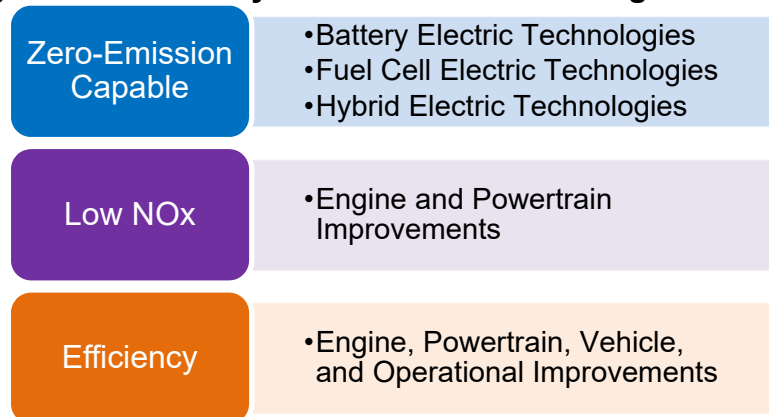 Zero-Emission
Capable
•Battery Electric Technologies
•Fuel Cell Electric Technologies
•Hybrid Electric Technologies
Low NOx
•Engine and Powertrain
Improvements
Efficiency
•Engine, Powertrain, Vehicle,
and Operational Improvements